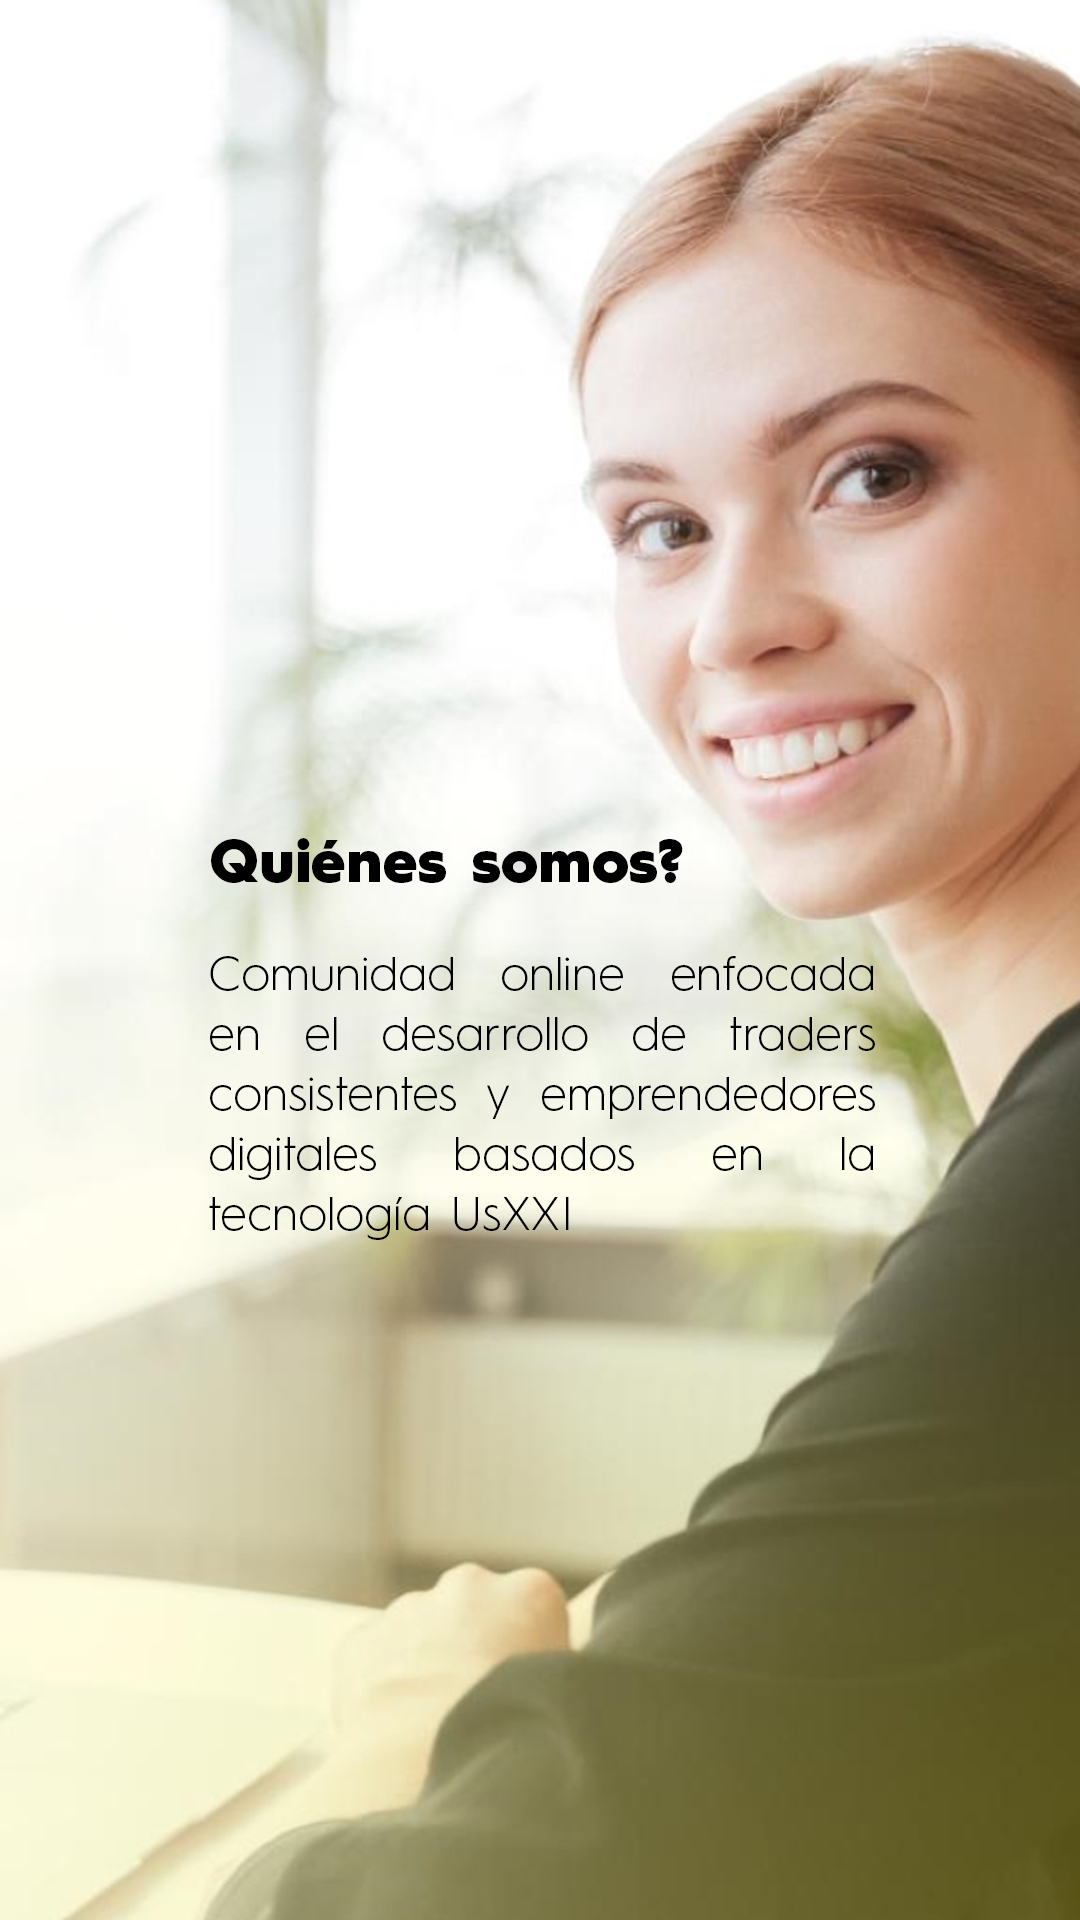 Quiénes somos?
Comunidad online enfocada
en el desarrollo de traders
consistentes y emprendedores
digitales basados en la
tecnología UsXXI